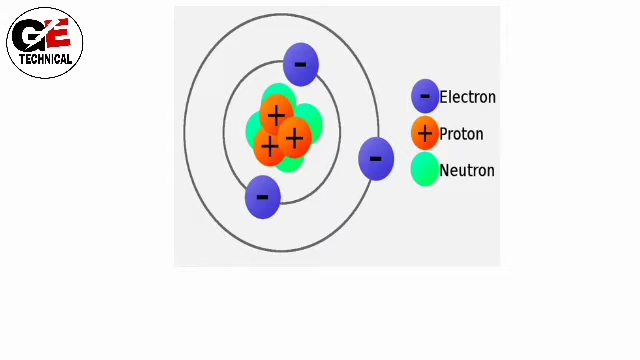 GE
TECHNICAL
- Electron
+ Proton
Neutron
-
+
+
+
-
-